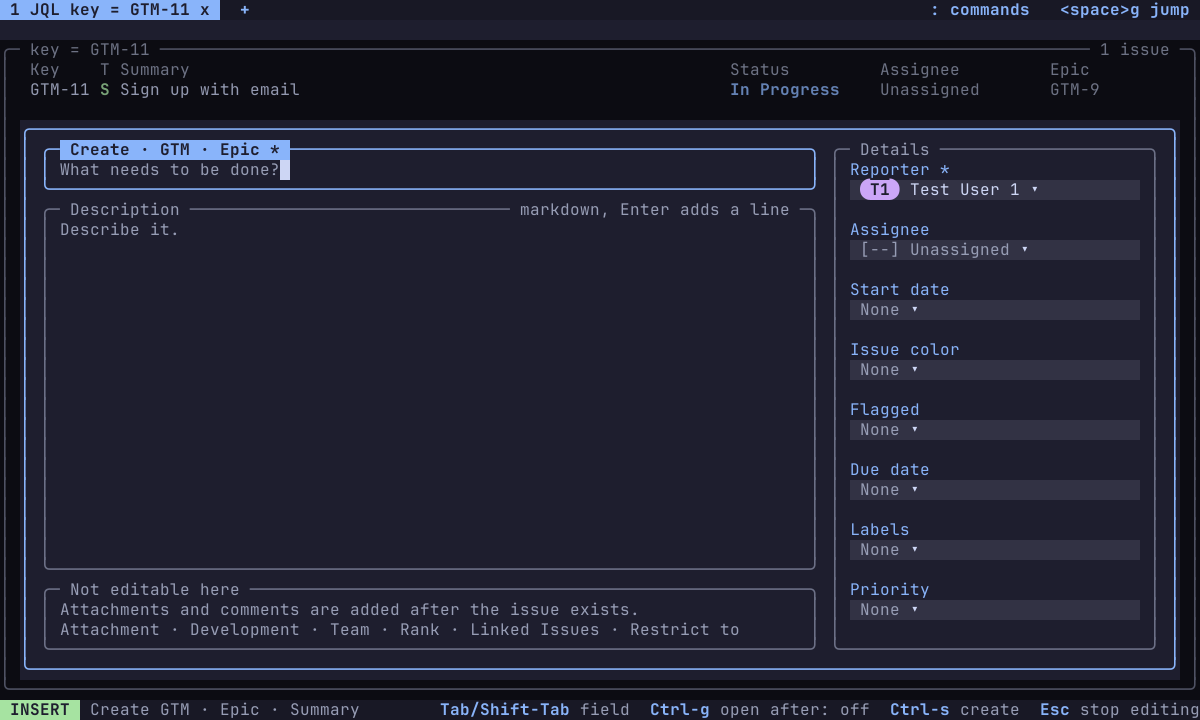 1 JQL key = GTM-11 x + : commands <space>g jump
key = GTM-11 1 issue
Key T Summary Status Assignee Epic
GTM-11 S Sign up with email In Progress Unassigned GTM-9
Create · GTM · Epic *
What needs to be done?
Description markdown, Enter adds a line
Describe it.
Not editable here
Attachments and comments are added after the issue exists.
Attachment · Development · Team · Rank · Linked Issues · Restrict to
Details
Reporter *
T1 Test User 1 ▾
Assignee
[--] Unassigned ▾
Start date
None ▾
Issue color
None ▾
Flagged
None ▾
Due date
None ▾
Labels
None ▾
Priority
None ▾
INSERT Create GTM · Epic · Summary Tab/Shift-Tab field Ctrl-g open after: off Ctrl-s create Esc stop editing